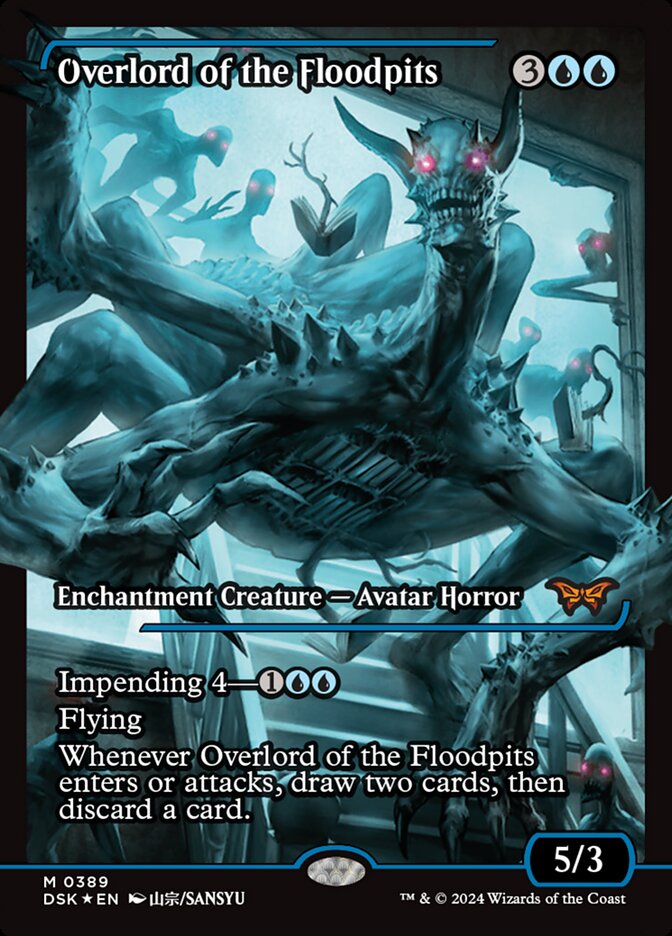 Overlord of the Floodpits 3
Enchantment Creature — Avatar Horror
Impending 4—1
Flying
Whenever Overlord of the Floodpits
enters or attacks, draw two cards, then
discard a card.
5/3
M 0389
DSK★EN 山宗/SANSYU
™ & © 2024 Wizards of the Coast